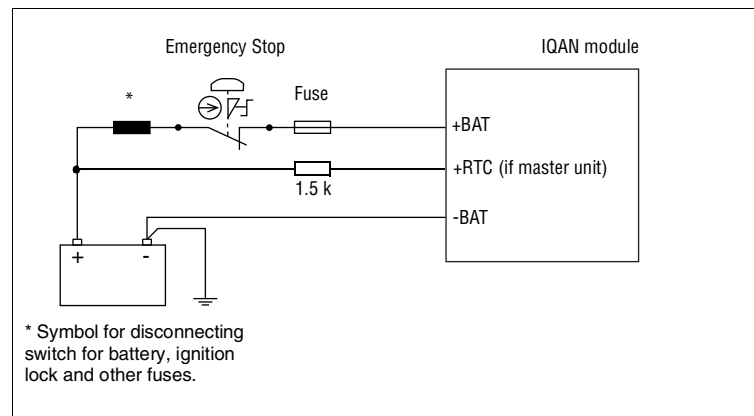 Emergency Stop
IQAN module
*
Fuse
+BAT
+RTC (if master unit)
1.5 k
-BAT
+ -
* Symbol for disconnecting
switch for battery, ignition
lock and other fuses.